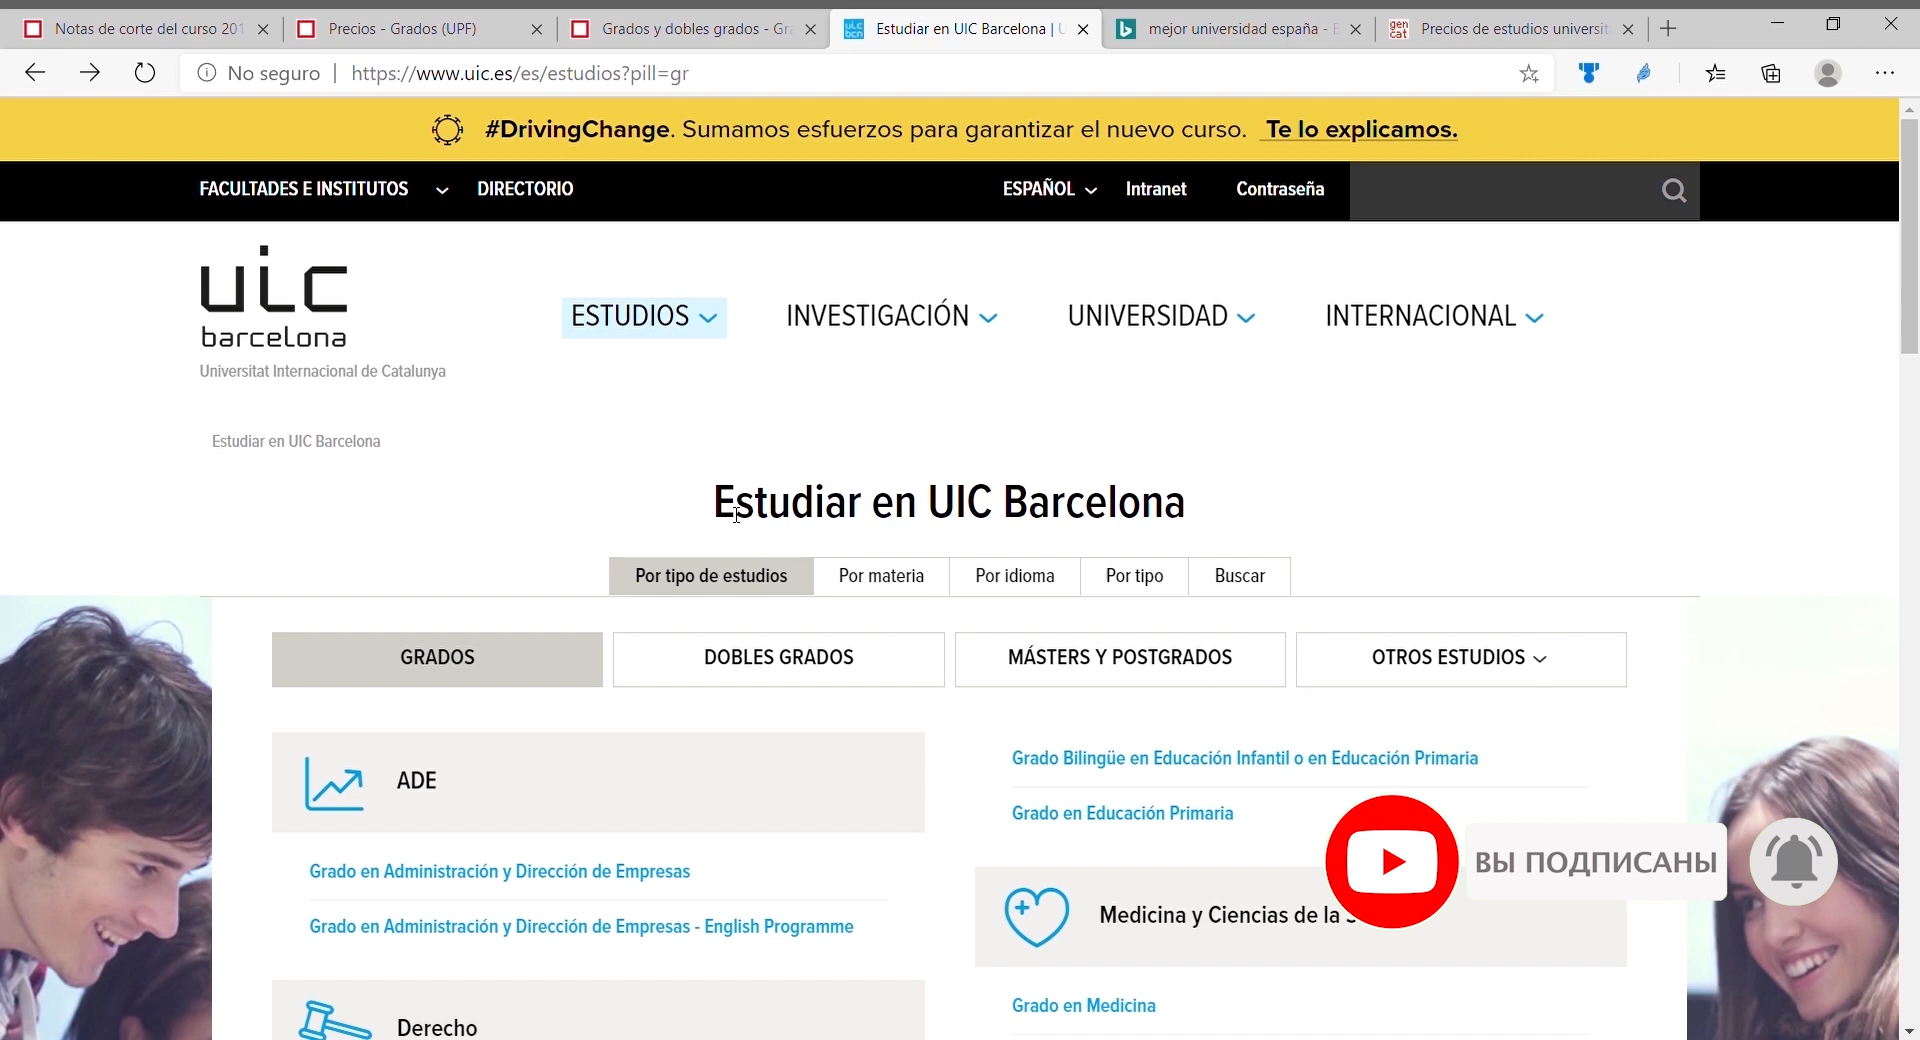 Notas de corte del curso 201
Precios - Grados (UPF)
Grados y dobles grados - Gra
Estudiar en UIC Barcelona | U
mejor universidad españa - B
Precios de estudios universit
No seguro | https://www.uic.es/es/estudios?pill=gr
#DrivingChange. Sumamos esfuerzos para garantizar el nuevo curso. Te lo explicamos.
FACULTADES E INSTITUTOS
DIRECTORIO
ESPAÑOL
Intranet
Contraseña
uic
barcelona
Universitat Internacional de Catalunya
ESTUDIOS
INVESTIGACIÓN
UNIVERSIDAD
INTERNACIONAL
Estudiar en UIC Barcelona
Estudiar en UIC Barcelona
Por tipo de estudios
Por materia
Por idioma
Por tipo
Buscar
GRADOS
DOBLES GRADOS
MÁSTERS Y POSTGRADOS
OTROS ESTUDIOS
ADE
Grado en Administración y Dirección de Empresas
Grado en Administración y Dirección de Empresas - English Programme
Derecho
Grado Bilingüe en Educación Infantil o en Educación Primaria
Grado en Educación Primaria
Medicina y Ciencias de la S
Grado en Medicina
ВЫ ПОДПИСАНЫ